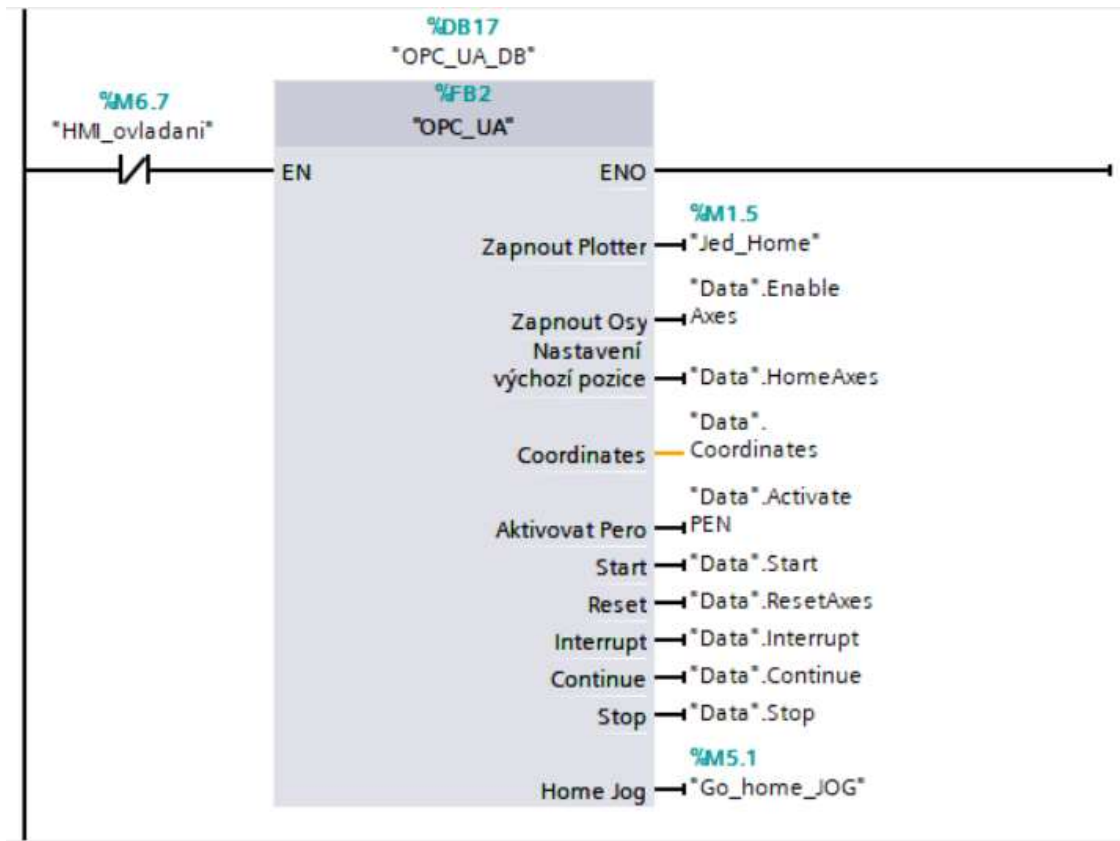 %DB17
"OPC_UA_DB"
%M6.7
"HMI_ovladani"
%FB2
"OPC_UA"
EN
ENO
Zapnout Plotter
%M1.5
"Jed_Home"
Zapnout Osy
"Data".Enable
Axes
Nastavení
výchozí pozice
"Data".HomeAxes
Coordinates
"Data".
Coordinates
Aktivovat Pero
"Data".Activate
PEN
Start
"Data".Start
Reset
"Data".ResetAxes
Interrupt
"Data".Interrupt
Continue
"Data".Continue
Stop
"Data".Stop
Home Jog
%M5.1
"Go_home_JOG"